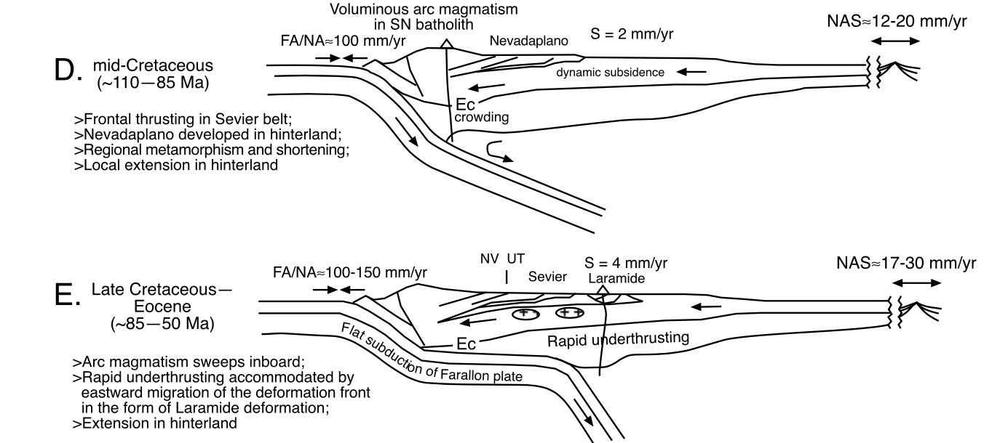 Voluminous arc magmatism
in SN batholith
FA/NA≈100 mm/yr
Nevadaplano
S = 2 mm/yr
NAS≈12-20 mm/yr
D. mid-Cretaceous
(~110—85 Ma)
dynamic subsidence
Ec
crowding
>Frontal thrusting in Sevier belt;
>Nevadaplano developed in hinterland;
>Regional metamorphism and shortening;
>Local extension in hinterland
NV UT
S = 4 mm/yr
NAS≈17-30 mm/yr
FA/NA≈100-150 mm/yr
Sevier
Laramide
E. Late Cretaceous—
Eocene
(~85—50 Ma)
++
++
Ec
Rapid underthrusting
Flat subduction of Farallon plate
>Arc magmatism sweeps inboard;
>Rapid underthrusting accommodated by
eastward migration of the deformation front
in the form of Laramide deformation;
>Extension in hinterland